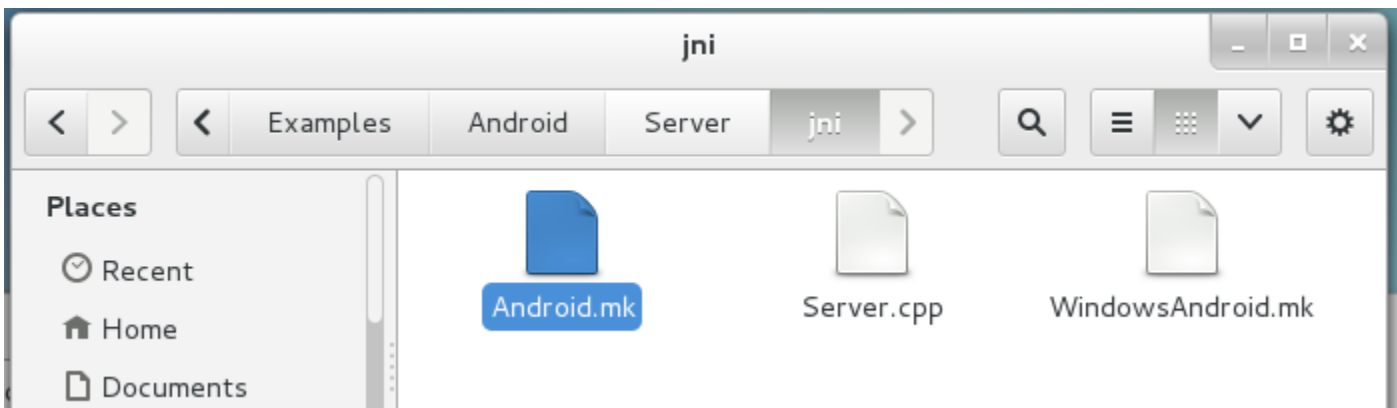 jni
Examples Android Server jni
Places
Recent
Home
Documents
Android.mk Server.cpp WindowsAndroid.mk